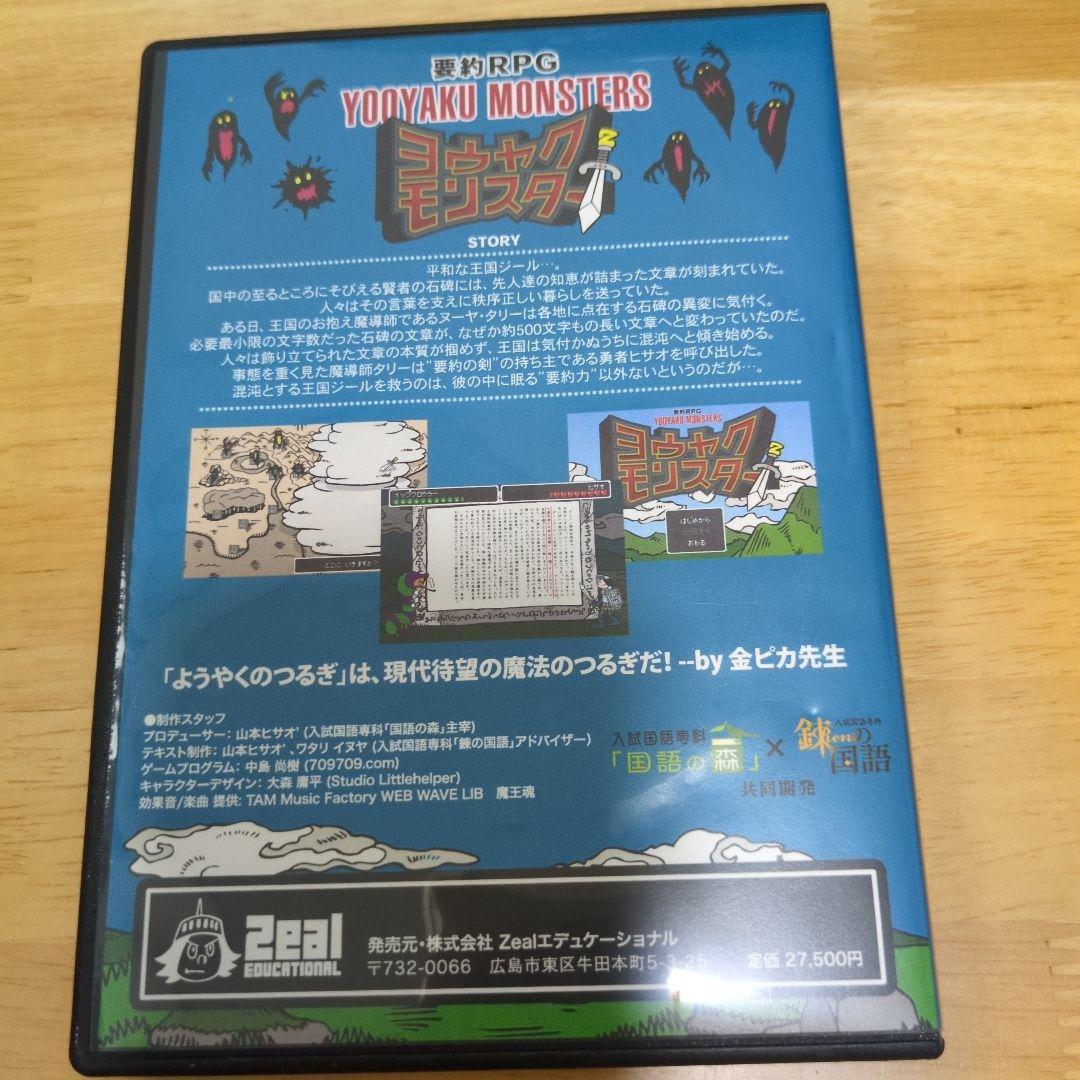 要約RPG
YOOYAKU MONSTERS
ヨウヤク
モンスター
Z
STORY
平和な王国ジール…。
国中の至るところにそびえる賢者の石碑には、先人達の知恵が詰まった文章が刻まれていた。
人々はその言葉を支えに秩序正しい暮らしを送っていた。
ある日、王国のお抱え魔導師であるヌーヤ・タリーは各地に点在する石碑の異変に気付く。
必要最小限の文字数だった石碑の文章が、なぜか約500文字もの長い文章へと変わっていたのだ。
人々は飾り立てられた文章の本質が掴めず、王国は気付かぬうちに混沌へと傾き始める。
事態を重く見た魔導師タリーは"要約の剣"の持ち主である勇者ヒサオを呼び出した。
混沌とする王国ジールを救うのは、彼の中に眠る"要約力"以外ないというのだが…。
どこに いきますか?
ヒサオ
要約RPG
YOOYAKU MONSTERS
ヨウヤク
モンスター
Z
はじめから
おわる
「ようやくのつるぎ」は、現代待望の魔法のつるぎだ! --by 金ピカ先生
●制作スタッフ
プロデューサー: 山本ヒサオ' (入試国語専科「国語の森」主宰)
テキスト制作: 山本ヒサオ'、ワタリ イヌヤ (入試国語専科「錬の国語」アドバイザー)
ゲームプログラム: 中島 尚樹 (709709.com)
キャラクターデザイン: 大森 庸平 (Studio Littlehelper)
効果音/楽曲 提供: TAM Music Factory WEB WAVE LIB 魔王魂
入試国語専科
「国語の森」
×
入試国語専科
錬enの
国語
共同開発
Zeal
EDUCATIONAL
発売元・株式会社 Zealエデュケーショナル
〒732-0066 広島市東区牛田本町5-3-25 定価 27,500円